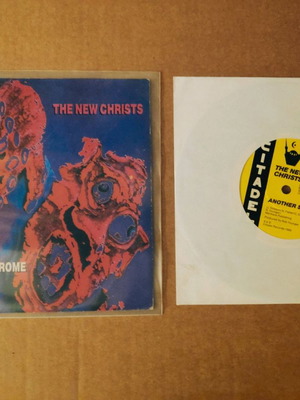 THE NEW CHRISTS
ROME
CITADEL
THE NEW
CHRISTS
ANOTHER S